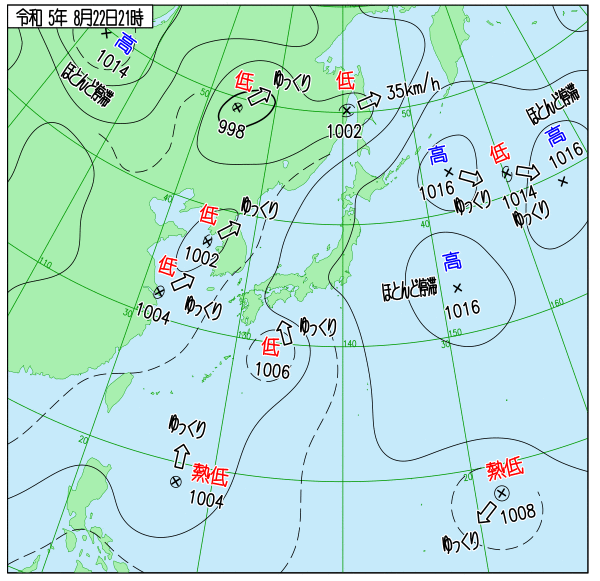 令和 5年 8月22日21時
高
1014
ほとんど停滞
50
低
ゆっくり
998
低
35km/h
1002
50
ほとんど停滞
高
1016
高
1016
ゆっくり
低
1014
ゆっくり
40
低
ゆっくり
1002
40
低
1004
ゆっくり
110
30
高
ほとんど停滞
1016
160
150
30
130
140
低
ゆっくり
1006
20
ゆっくり
熱低
1004
20
熱低
1008
ゆっくり